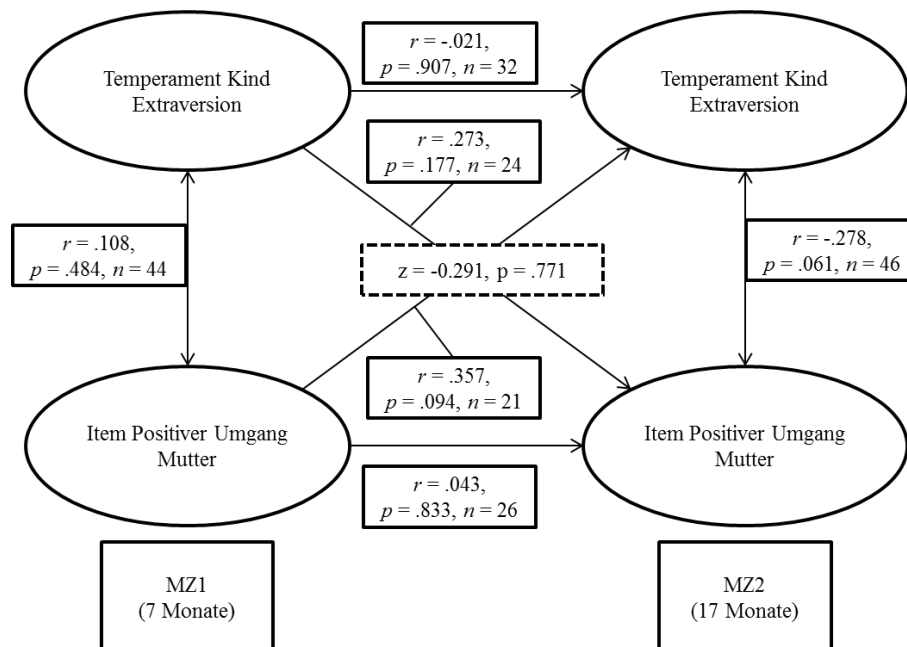 r = -.021,
p = .907, n = 32
Temperament Kind
Extraversion
Temperament Kind
Extraversion
r = .273,
p = .177, n = 24
r = .108,
p = .484, n = 44
z = -0.291, p = .771
r = -.278,
p = .061, n = 46
r = .357,
p = .094, n = 21
Item Positiver Umgang
Mutter
Item Positiver Umgang
Mutter
r = .043,
p = .833, n = 26
MZ1
(7 Monate)
MZ2
(17 Monate)